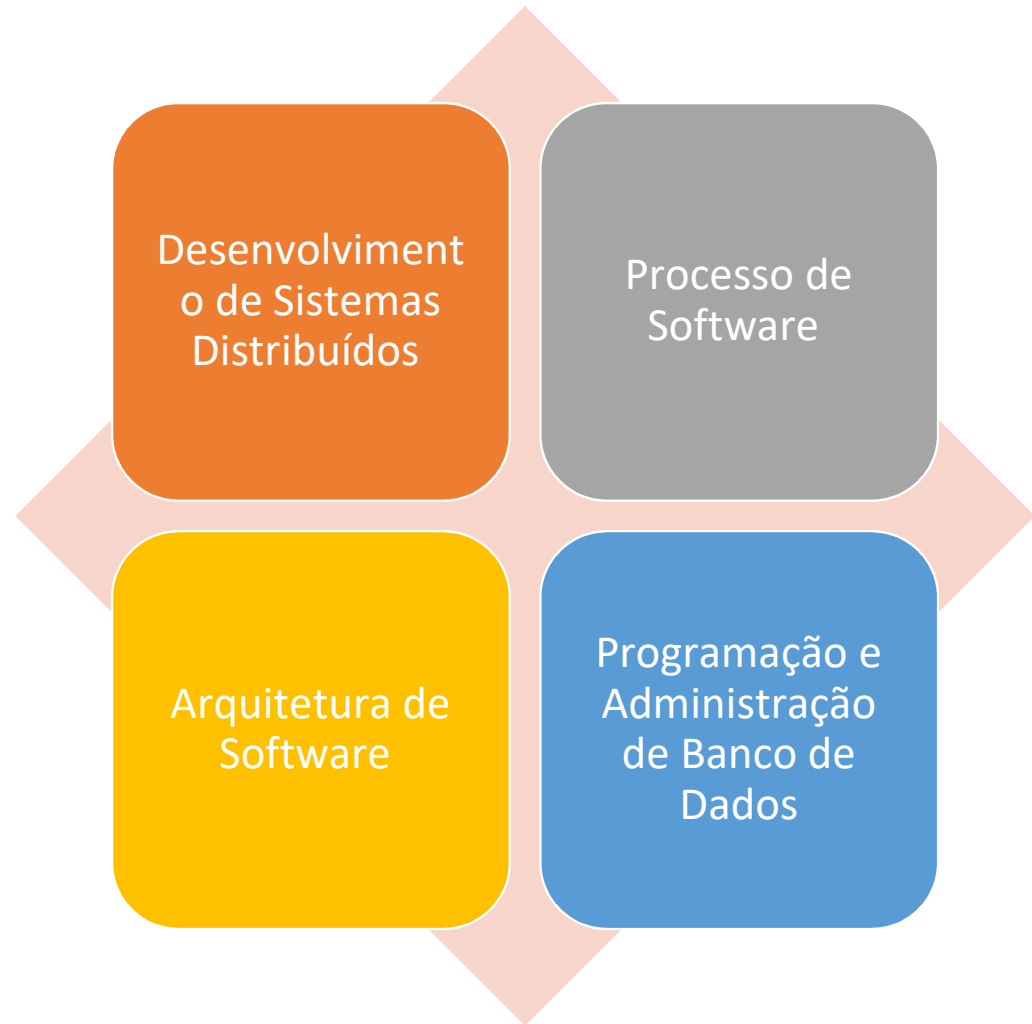 Desenvolviment
o de Sistemas
Distribuídos
Processo de
Software
Arquitetura de
Software
Programação e
Administração
de Banco de
Dados